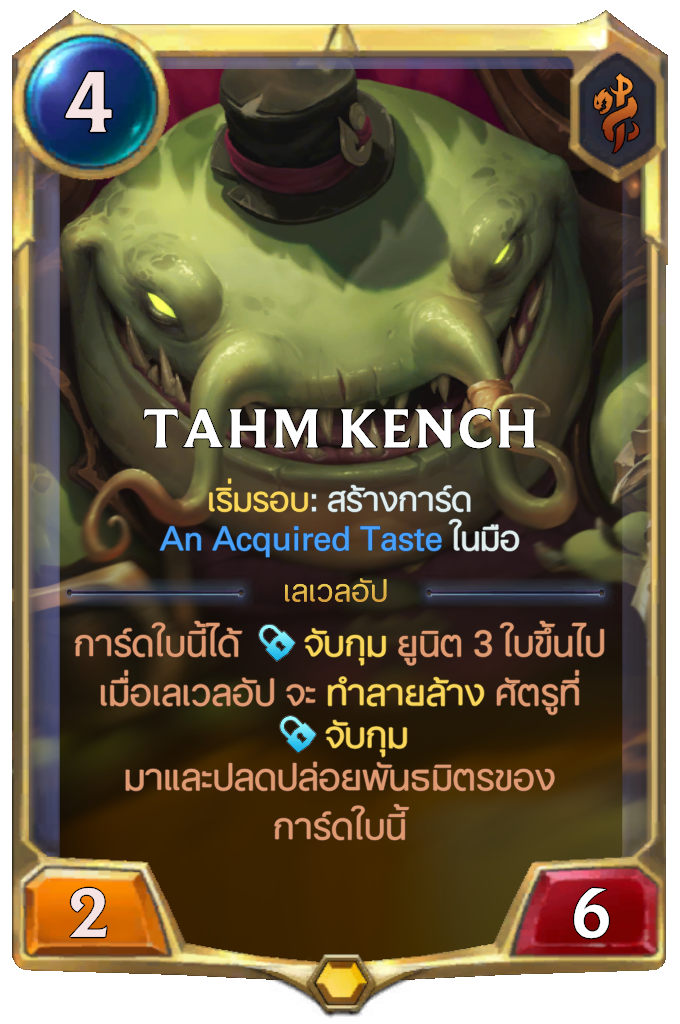 4
TAHM KENCH
เริ่มรอบ: สร้างการ์ด
An Acquired Taste ในมือ
เลเวลอัป
การ์ดใบนี้ได้ จับกุม ยูนิต 3 ใบขึ้นไป
เมื่อเลเวลอัป จะ ทำลายล้าง ศัตรูที่
จับกุม
มาและปลดปล่อยพันธมิตรของ
การ์ดใบนี้
2
6